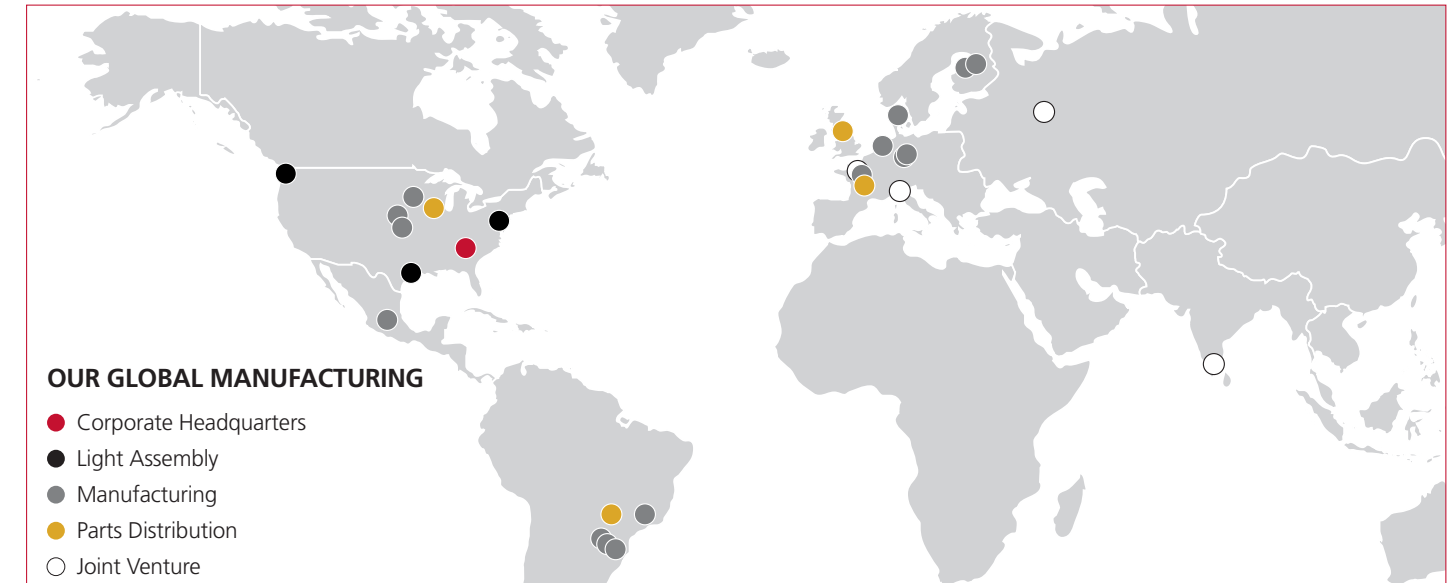 OUR GLOBAL MANUFACTURING
Corporate Headquarters
Light Assembly
Manufacturing
Parts Distribution
Joint Venture